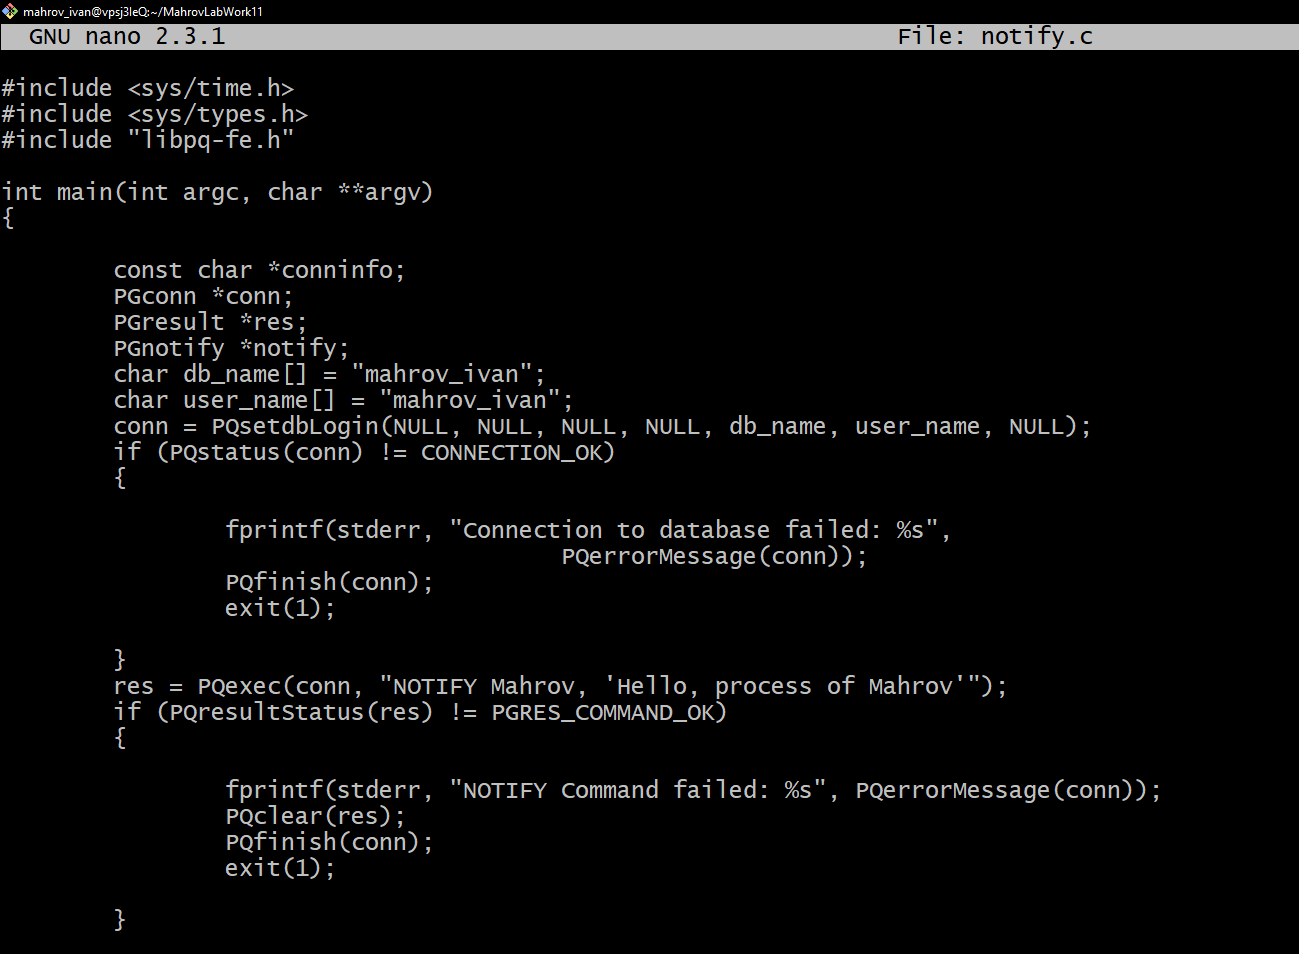 mahrov_ivan@vpsj3leQ:~/MahrovLabWork11
GNU nano 2.3.1 File: notify.c
#include <sys/time.h>
#include <sys/types.h>
#include "libpq-fe.h"
int main(int argc, char **argv)
{
const char *conninfo;
PGconn *conn;
PGresult *res;
PGnotify *notify;
char db_name[] = "mahrov_ivan";
char user_name[] = "mahrov_ivan";
conn = PQsetdbLogin(NULL, NULL, NULL, NULL, db_name, user_name, NULL);
if (PQstatus(conn) != CONNECTION_OK)
{
fprintf(stderr, "Connection to database failed: %s",
PQerrorMessage(conn));
PQfinish(conn);
exit(1);
}
res = PQexec(conn, "NOTIFY Mahrov, 'Hello, process of Mahrov'");
if (PQresultStatus(res) != PGRES_COMMAND_OK)
{
fprintf(stderr, "NOTIFY Command failed: %s", PQerrorMessage(conn));
PQclear(res);
PQfinish(conn);
exit(1);
}